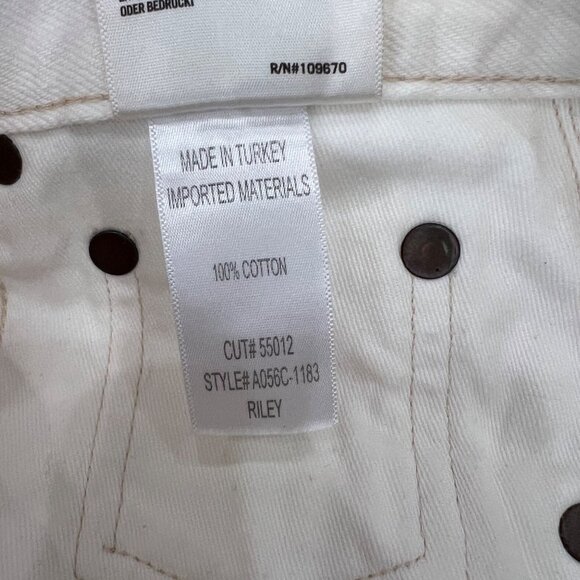 ODER BEDRUCKT
R/N#109670
MADE IN TURKEY
IMPORTED MATERIALS
100% COTTON
CUT# 55012
STYLE# A056C-1183
RILEY